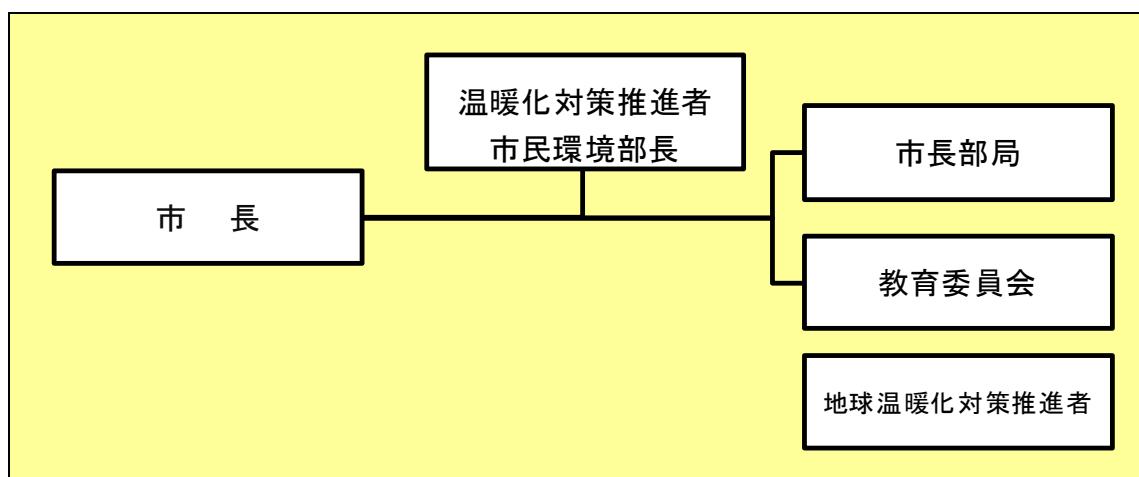 温暖化対策推進者
市民環境部長
市長部局
市　長
教育委員会
地球温暖化対策推進者